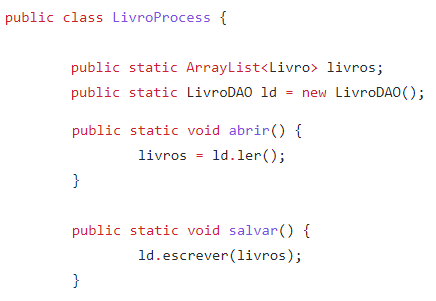 public class LivroProcess {
public static ArrayList<Livro> livros;
public static LivroDAO ld = new LivroDAO();
public static void abrir() {
livros = ld.ler();
}
public static void salvar() {
ld.escrever(livros);
}